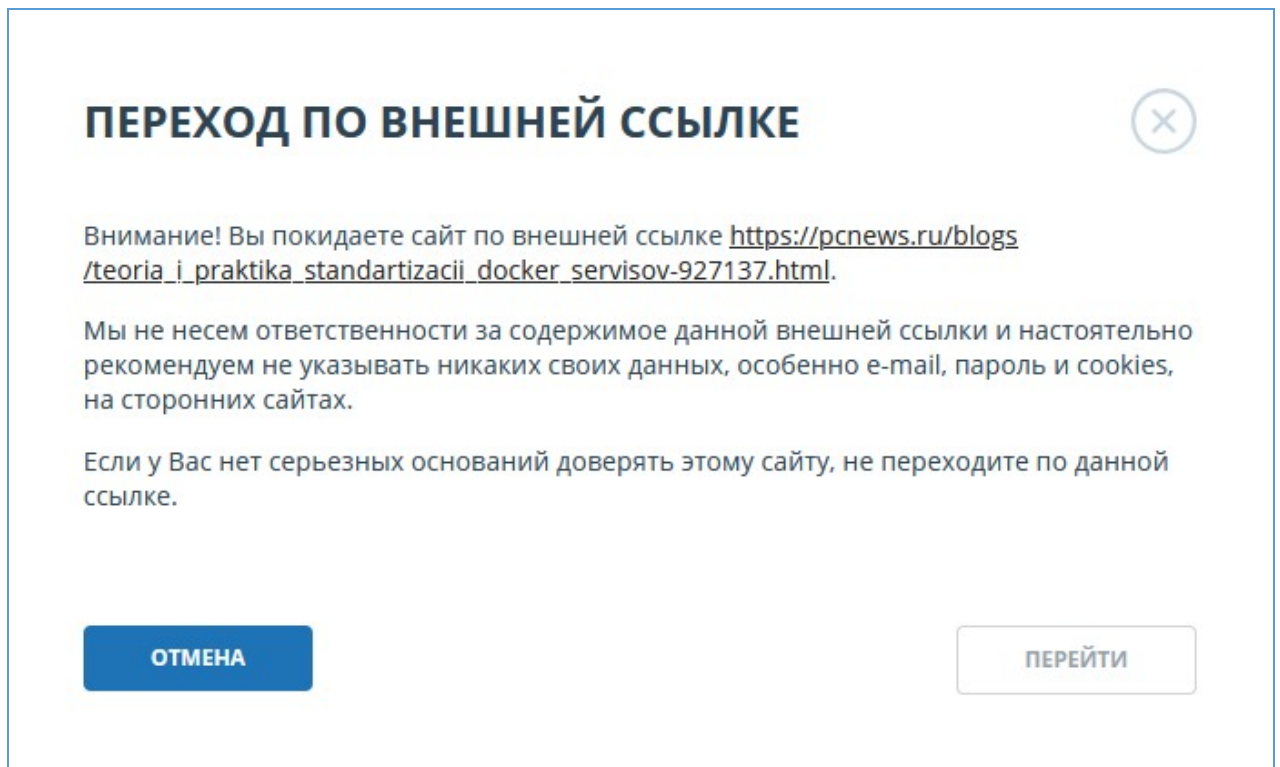 ПЕРЕХОД ПО ВНЕШНЕЙ ССЫЛКЕ
Внимание! Вы покидаете сайт по внешней ссылке https://pcnews.ru/blogs
/teoria_i_praktika_standartizacii_docker_servisov-927137.html.
Мы не несем ответственности за содержимое данной внешней ссылки и настоятельно
рекомендуем не указывать никаких своих данных, особенно e-mail, пароль и cookies,
на сторонних сайтах.
Если у Вас нет серьезных оснований доверять этому сайту, не переходите по данной
ссылке.
ОТМЕНА
ПЕРЕЙТИ